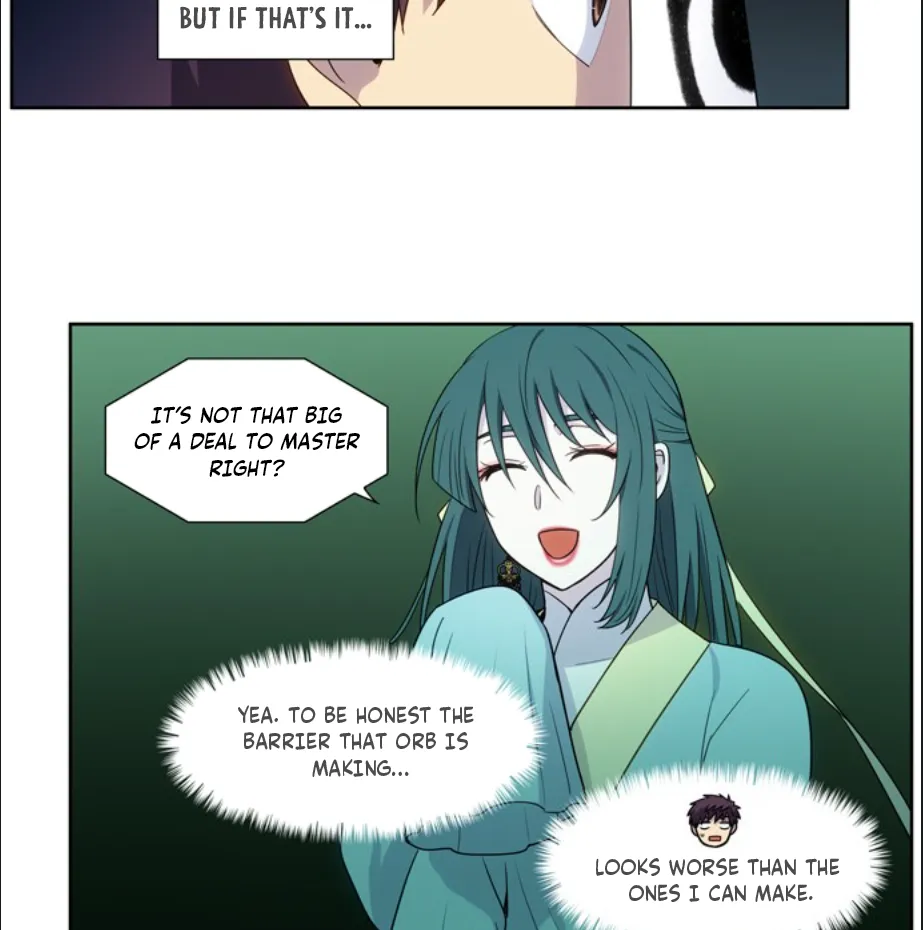 BUT IF THAT'S IT...
IT'S NOT THAT BIG
OF A DEAL TO MASTER
RIGHT?
YEA. TO BE HONEST THE
BARRIER THAT ORB IS
MAKING...
LOOKS WORSE THAN THE
ONES I CAN MAKE.